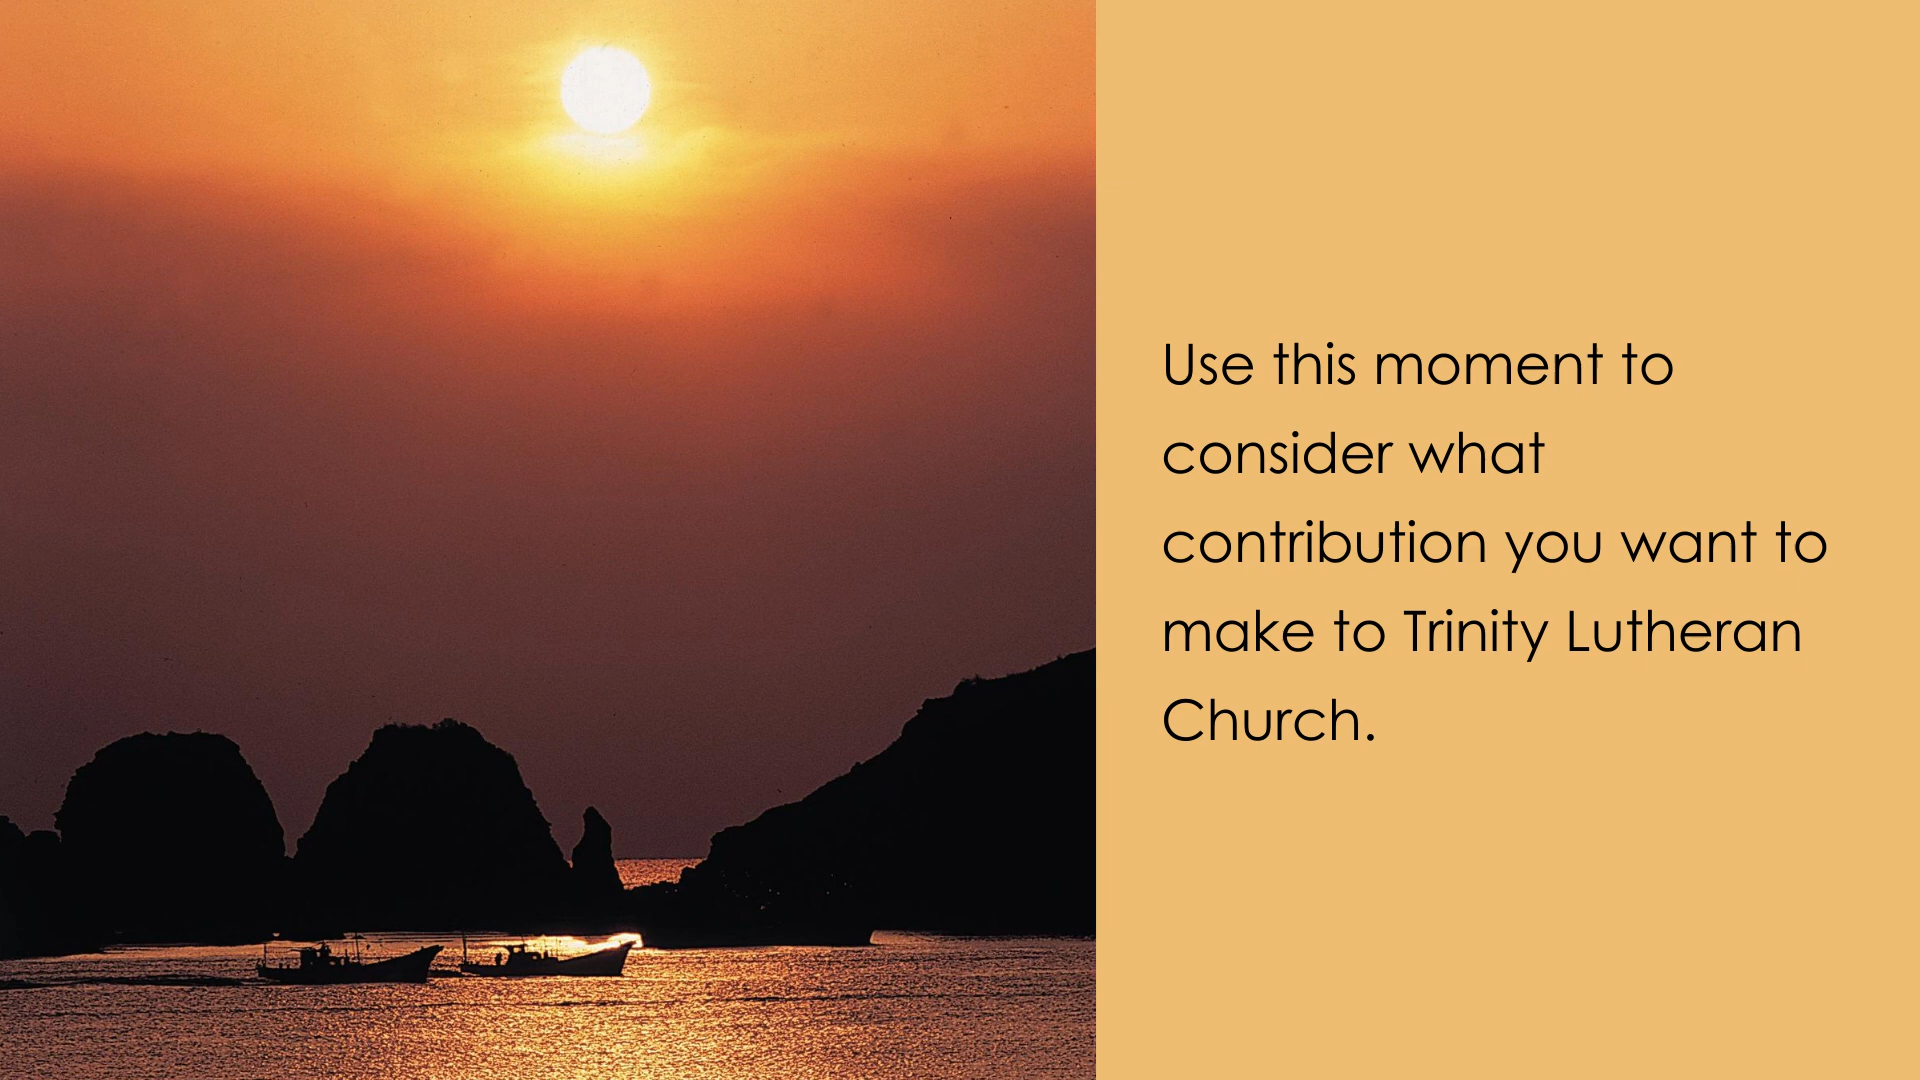 Use this moment to
consider what
contribution you want to
make to Trinity Lutheran
Church.